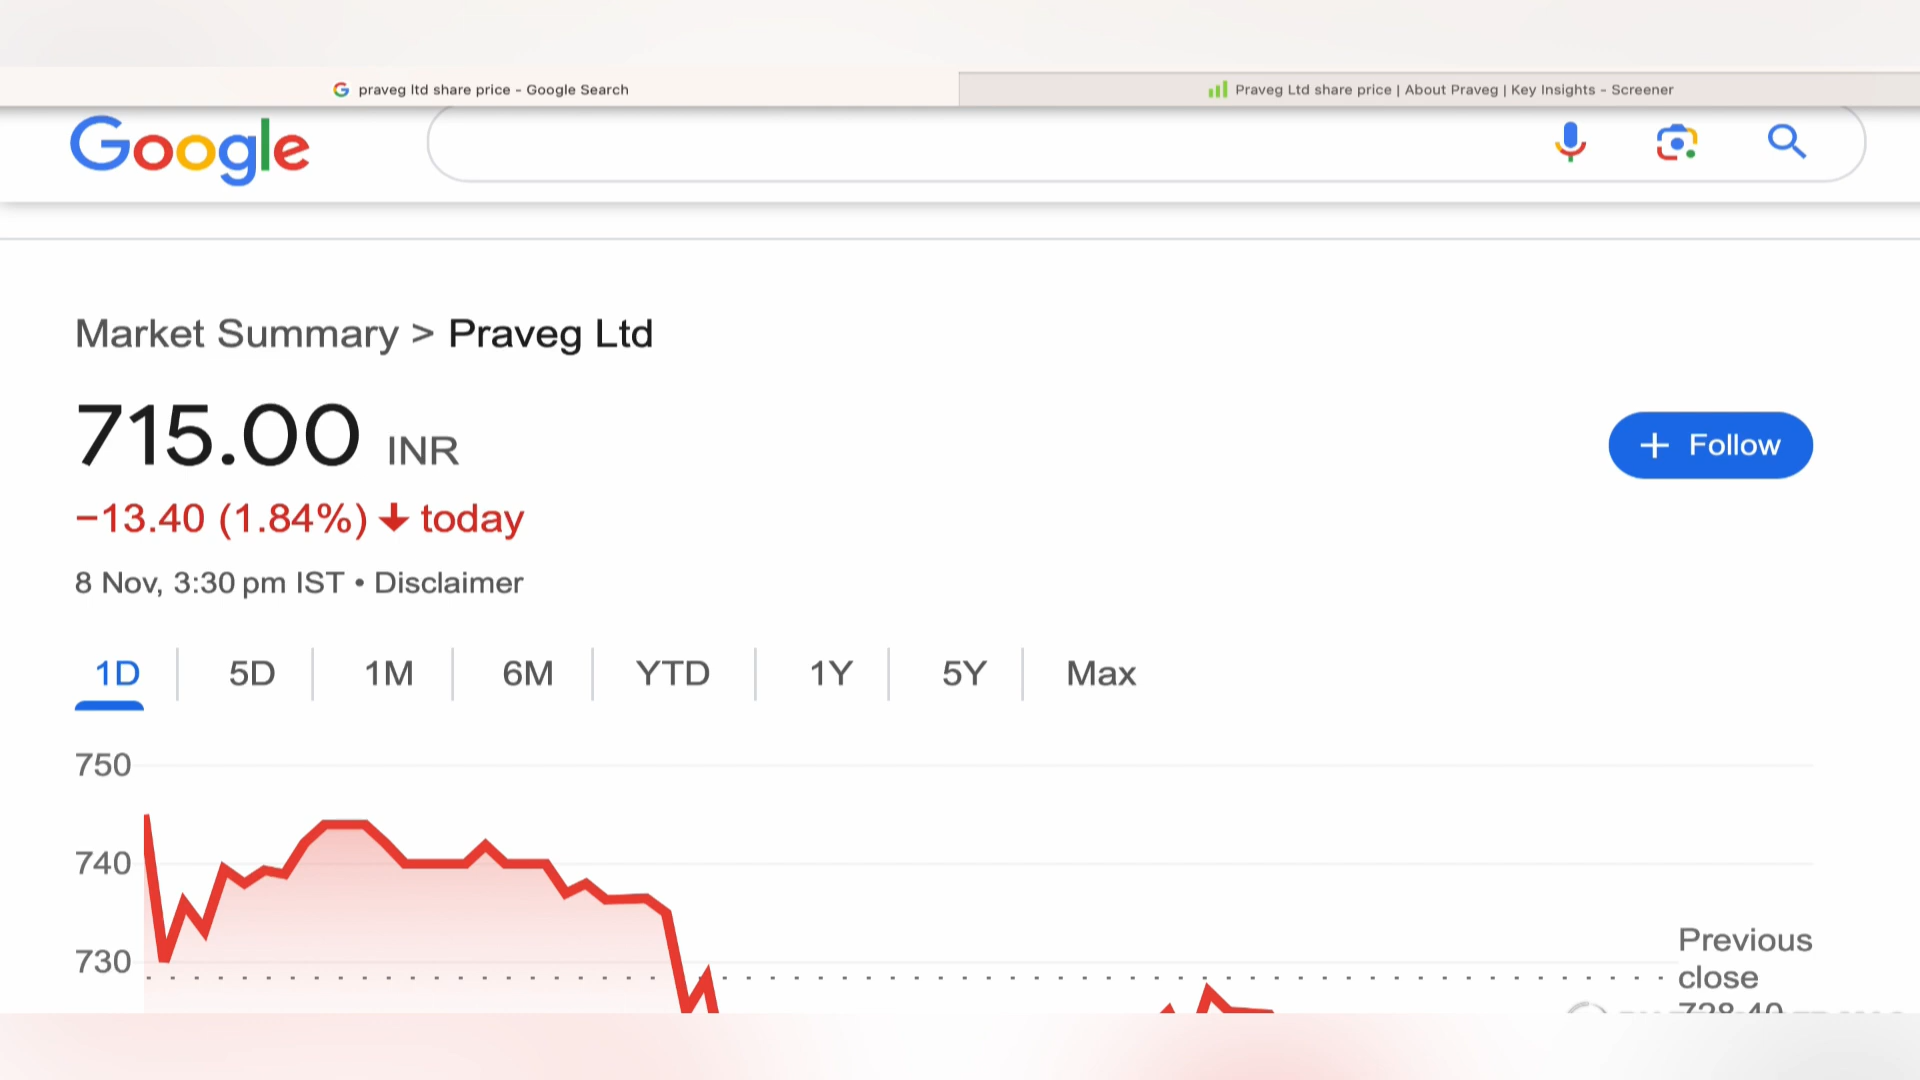 praveg ltd share price - Google Search
Praveg Ltd share price | About Praveg | Key Insights - Screener
Google
Market Summary > Praveg Ltd
715.00 INR
+ Follow
−13.40 (1.84%) ↓ today
8 Nov, 3:30 pm IST • Disclaimer
1D 5D 1M 6M YTD 1Y 5Y Max
750
740
730
Previous
close
728.40